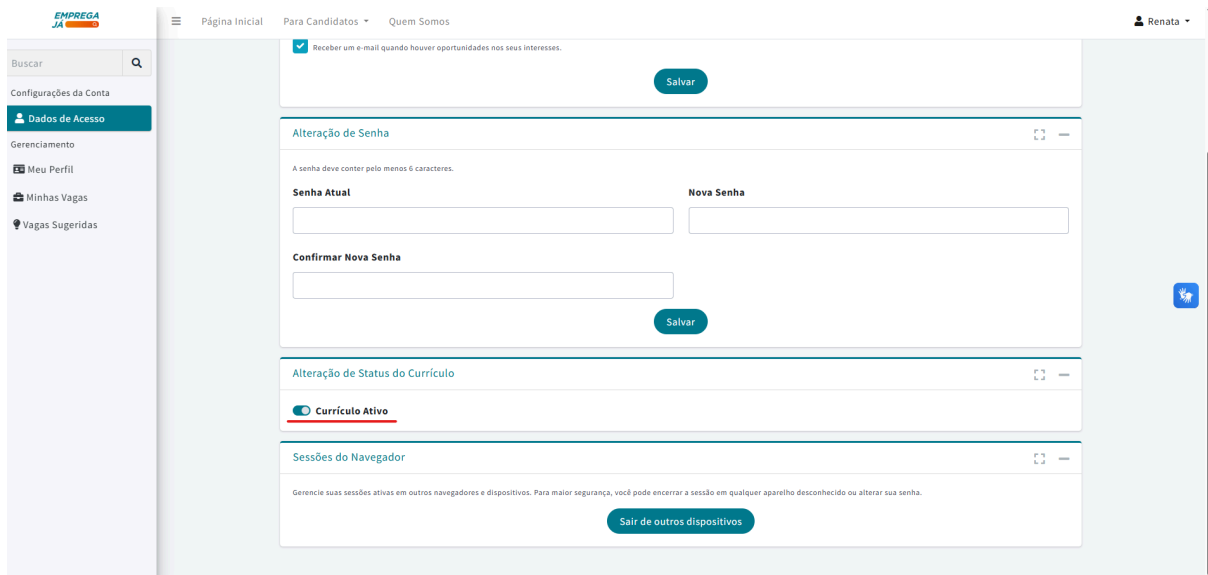 EMPREGA
JÁ
Página Inicial Para Candidatos Quem Somos
Renata
Buscar
Configurações da Conta
Dados de Acesso
Gerenciamento
Meu Perfil
Minhas Vagas
Vagas Sugeridas
Receber um e-mail quando houver oportunidades nos seus interesses.
Salvar
Alteração de Senha
A senha deve conter pelo menos 6 caracteres.
Senha Atual Nova Senha
Confirmar Nova Senha
Salvar
Alteração de Status do Currículo
Currículo Ativo
Sessões do Navegador
Gerencie suas sessões ativas em outros navegadores e dispositivos. Para maior segurança, você pode encerrar a sessão em qualquer aparelho desconhecido ou alterar sua senha.
Sair de outros dispositivos